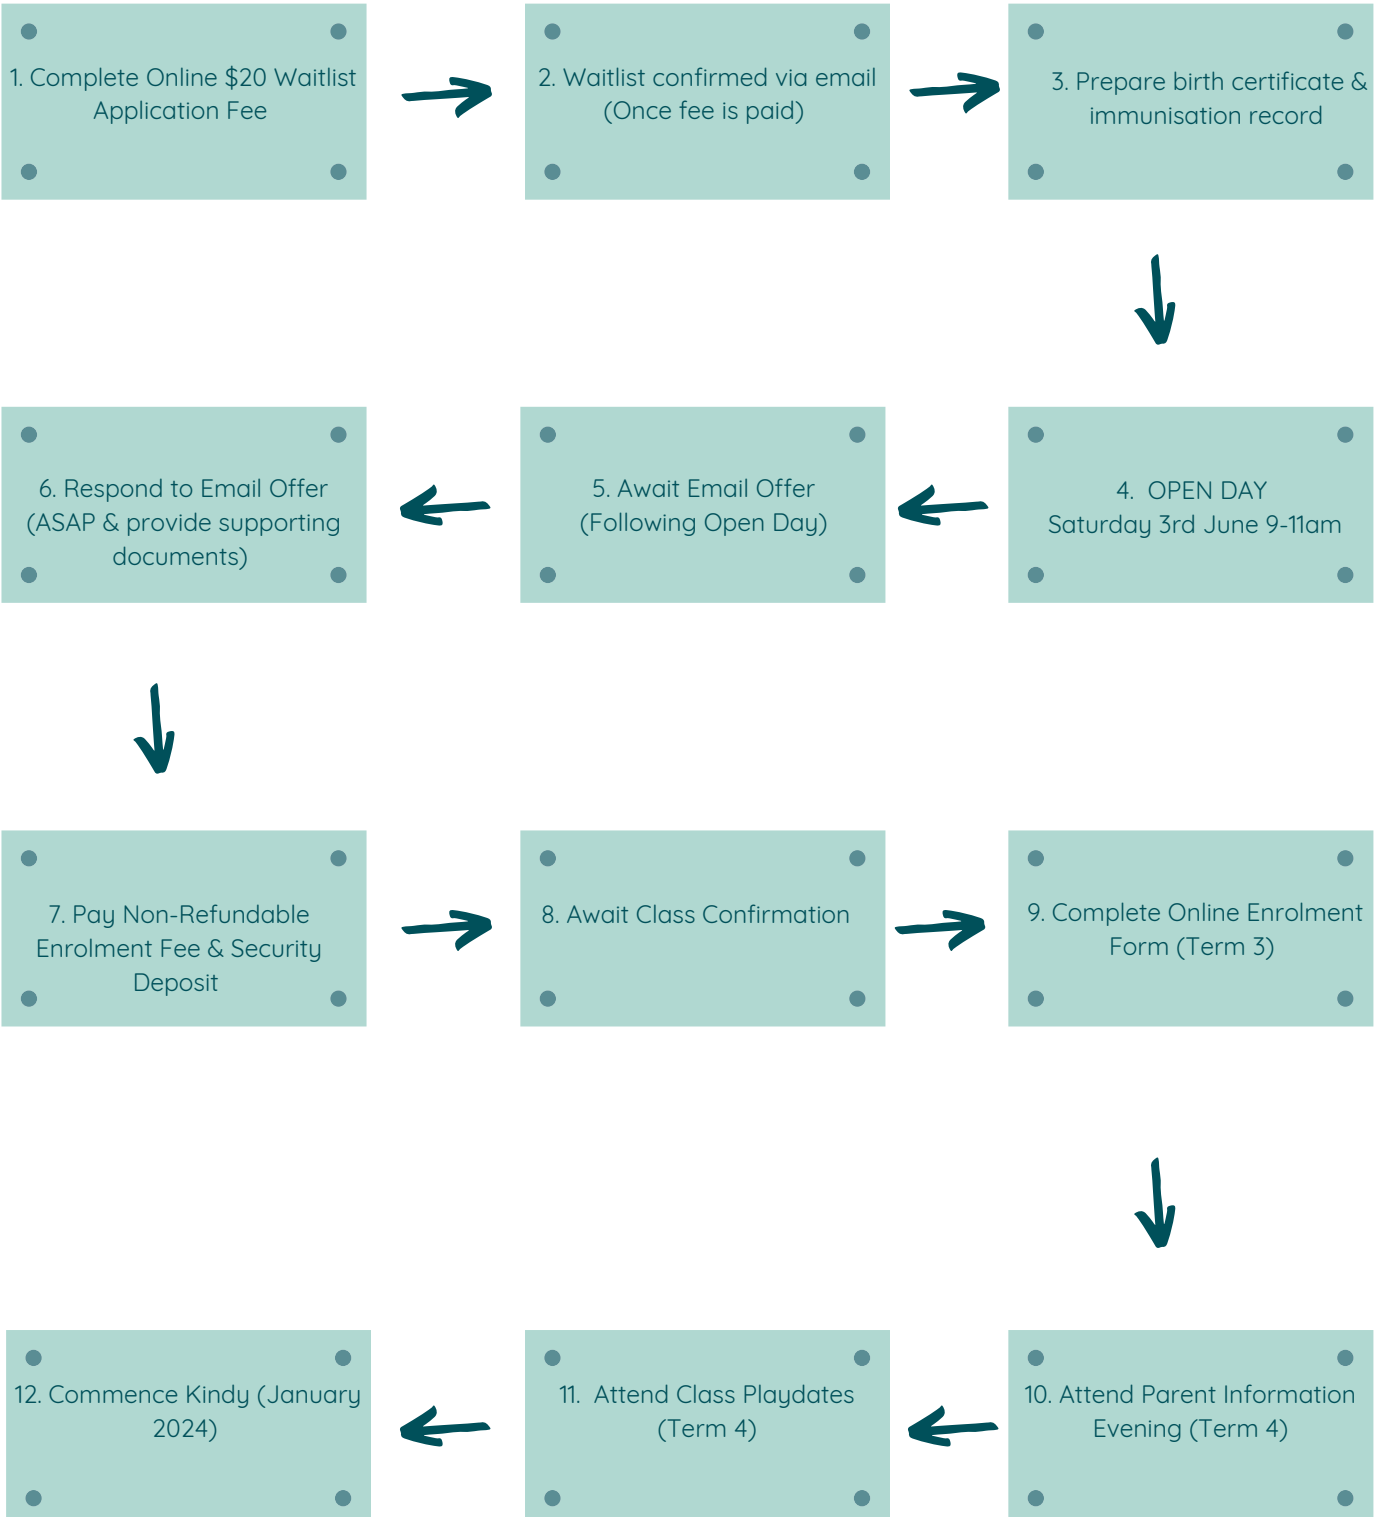 1. Complete Online $20 Waitlist
Application Fee
2. Waitlist confirmed via email
(Once fee is paid)
3. Prepare birth certificate &
immunisation record
4. OPEN DAY
Saturday 3rd June 9-11am
5. Await Email Offer
(Following Open Day)
6. Respond to Email Offer
(ASAP & provide supporting
documents)
7. Pay Non-Refundable
Enrolment Fee & Security
Deposit
8. Await Class Confirmation
9. Complete Online Enrolment
Form (Term 3)
10. Attend Parent Information
Evening (Term 4)
11. Attend Class Playdates
(Term 4)
12. Commence Kindy (January
2024)